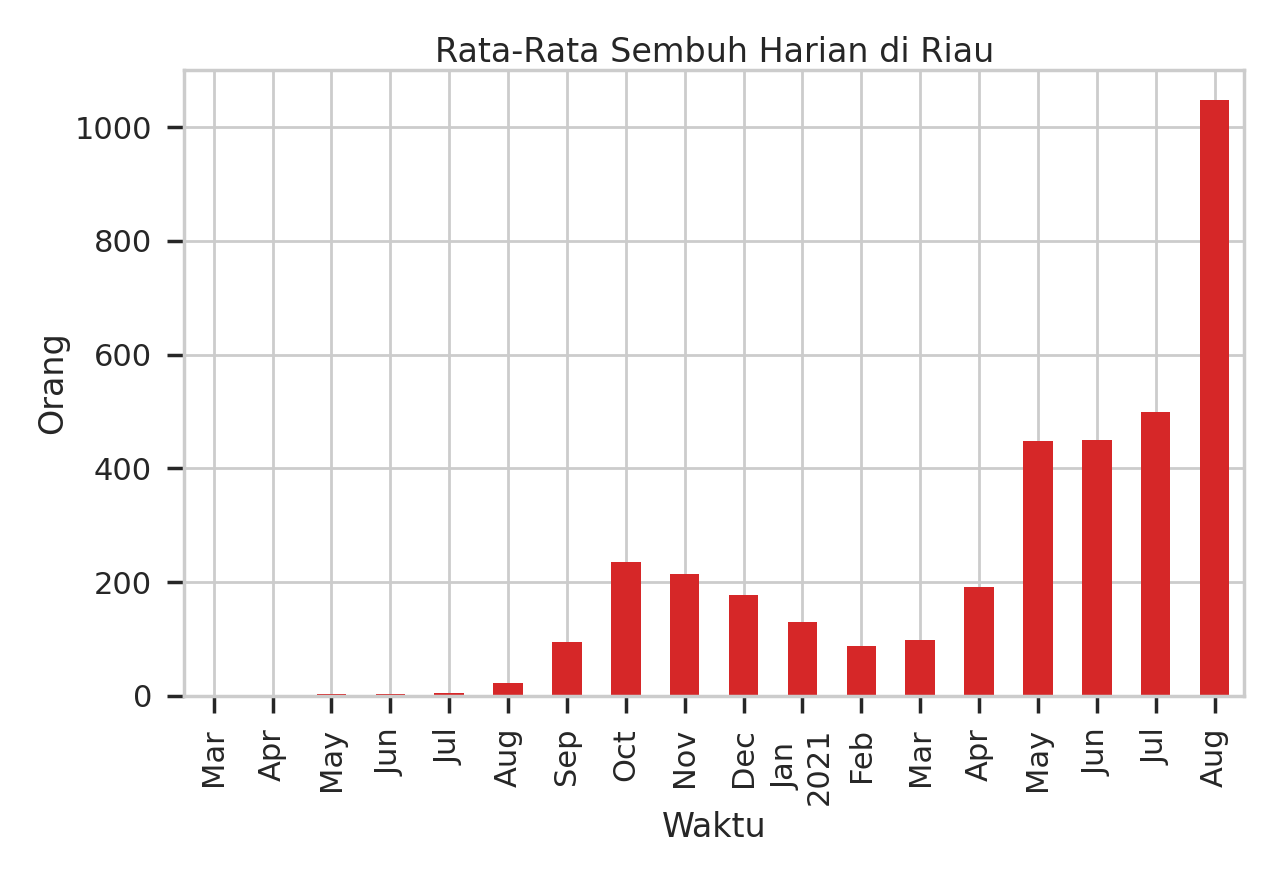 Rata-Rata Sembuh Harian di Riau
1000
800
600
400
200
0
Orang
Mar
Apr
May
Jun
Jul
Aug
Sep
Oct
Nov
Dec
Jan
2021
Feb
Mar
Apr
May
Jun
Jul
Aug
Waktu